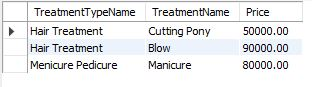 TreatmentTypeName TreatmentName Price
Hair Treatment Cutting Pony 50000.00
Hair Treatment Blow 90000.00
Menicure Pedicure Manicure 80000.00